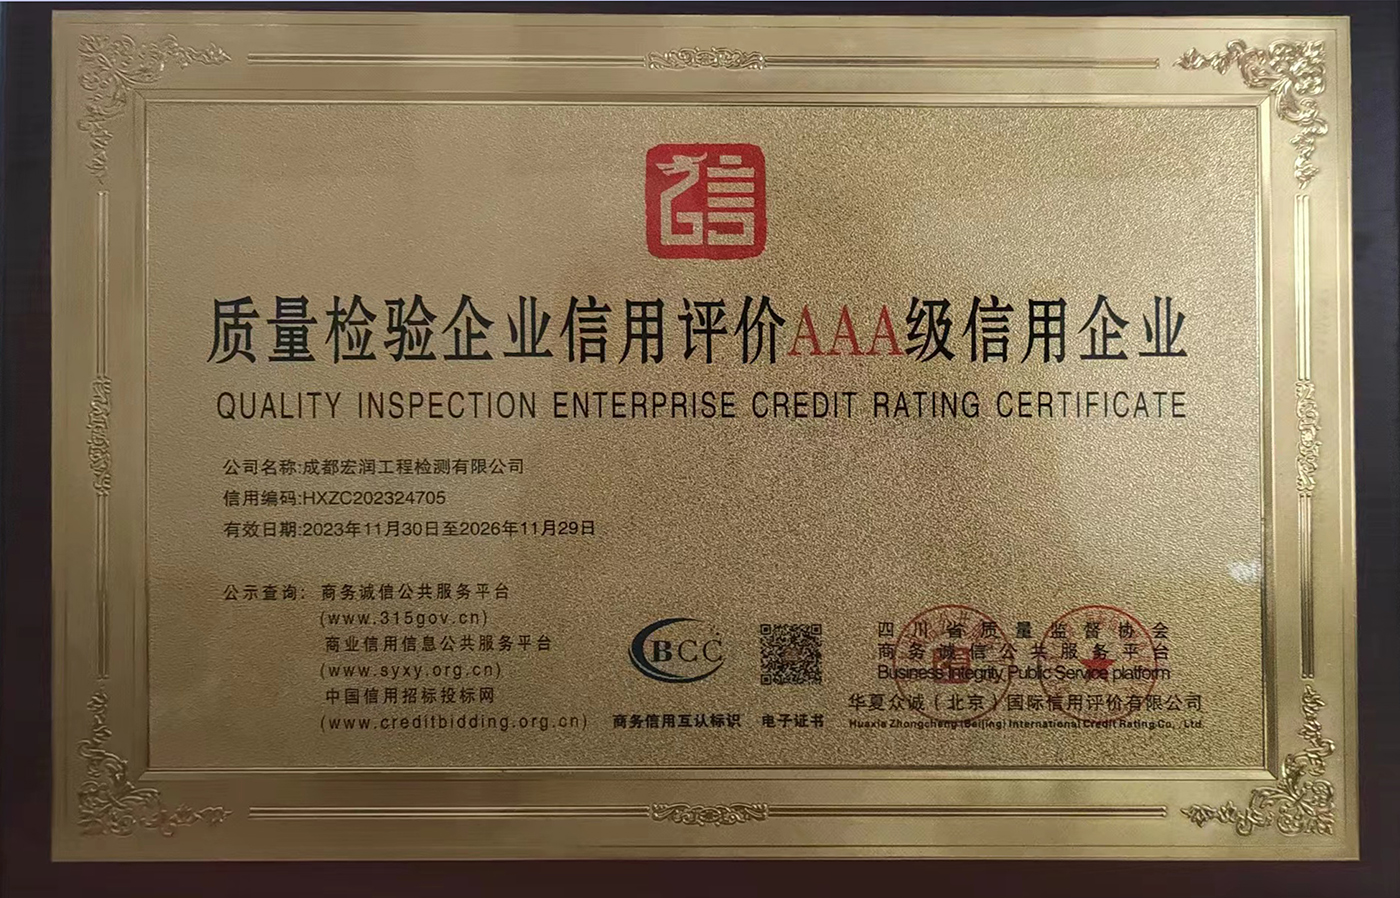 信
质量检验企业信用评价AAA级信用企业
QUALITY INSPECTION ENTERPRISE CREDIT RATING CERTIFICATE
公司名称:成都宏润工程检测有限公司
信用编码:HXZC202324705
有效日期:2023年11月30日至2026年11月29日
公示查询: 商务诚信公共服务平台
(www.315gov.cn)
商业信用信息公共服务平台
(www.syxy.org.cn)
中国信用招标投标网
(www.creditbidding.org.cn)
BCC
商务信用互认标识
电子证书
四川省质量监督协会
商务诚信公共服务平台
Business Integrity Public Service platform
华夏众诚(北京)国际信用评价有限公司
Huaxia Zhongcheng (Beijing) International Credit Rating Co., Ltd.